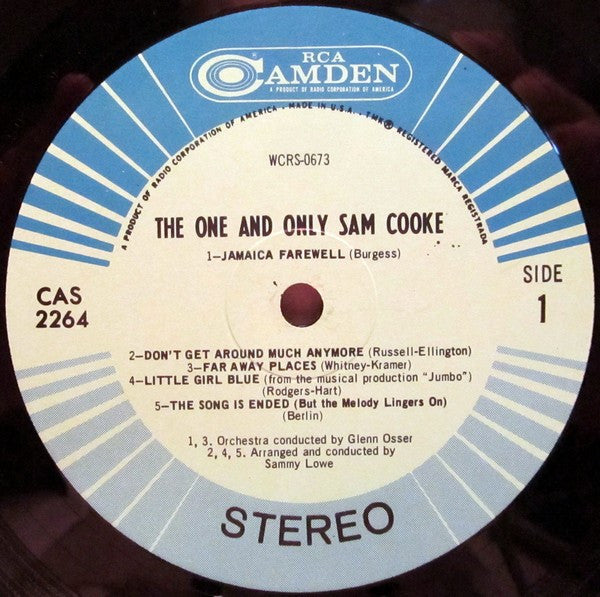 RCA
CAMDEN
A PRODUCT OF RADIO CORPORATION OF AMERICA
A PRODUCT OF RADIO CORPORATION OF AMERICA - MADE IN U.S.A. - TMK® REGISTERED MARCA REGISTRADA
WCRS-0673
THE ONE AND ONLY SAM COOKE
1—JAMAICA FAREWELL (Burgess)
CAS
2264
SIDE
1
2—DON'T GET AROUND MUCH ANYMORE (Russell-Ellington)
3—FAR AWAY PLACES (Whitney-Kramer)
4—LITTLE GIRL BLUE (from the musical production "Jumbo")
(Rodgers-Hart)
5—THE SONG IS ENDED (But the Melody Lingers On)
(Berlin)
1, 3. Orchestra conducted by Glenn Osser
2, 4, 5. Arranged and conducted by
Sammy Lowe
STEREO